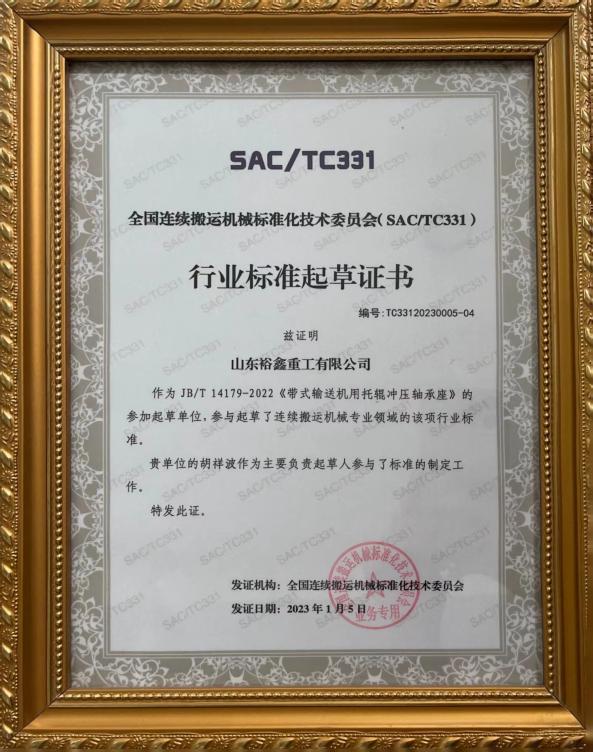 SAC/TC331
全国连续搬运机械标准化技术委员会(SAC/TC331)
行业标准起草证书
编号:TC33120230005-04
兹证明
山东裕鑫重工有限公司
作为 JB/T 14179-2022《带式输送机用托辊冲压轴承座》的
参加起草单位，参与起草了连续搬运机械专业领域的该项行业标
准。
贵单位的胡祥波作为主要负责起草人参与了标准的制定工
作。
特发此证。
发证机构：全国连续搬运机械标准化技术委员会
发证日期：2023年1月5日
业务专用